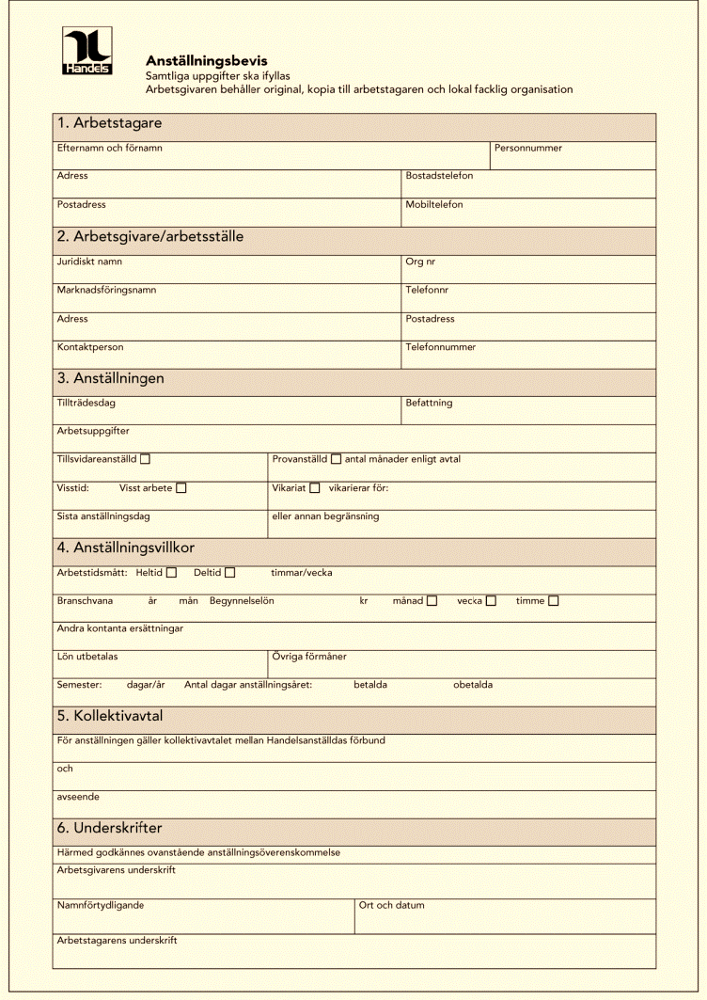 Handels
Anställningsbevis
Samtliga uppgifter ska ifyllas
Arbetsgivaren behåller original, kopia till arbetstagaren och lokal facklig organisation
1. Arbetstagare
Efternamn och förnamn Personnummer
Adress Bostadstelefon
Postadress Mobiltelefon
2. Arbetsgivare/arbetsställe
Juridiskt namn Org nr
Marknadsföringsnamn Telefonnr
Adress Postadress
Kontaktperson Telefonnummer
3. Anställningen
Tillträdesdag Befattning
Arbetsuppgifter
Tillsvidareanställd Provanställd antal månader enligt avtal
Visstid: Visst arbete Vikariat vikarierar för:
Sista anställningsdag eller annan begränsning
4. Anställningsvillkor
Arbetstidsmått: Heltid Deltid timmar/vecka
Branschvana år mån Begynnelselön kr månad vecka timme
Andra kontanta ersättningar
Lön utbetalas Övriga förmåner
Semester: dagar/år Antal dagar anställningsåret: betalda obetalda
5. Kollektivavtal
För anställningen gäller kollektivavtalet mellan Handelsanställdas förbund
och
avseende
6. Underskrifter
Härmed godkännes ovanstående anställningsöverenskommelse
Arbetsgivarens underskrift
Namnförtydligande Ort och datum
Arbetstagarens underskrift